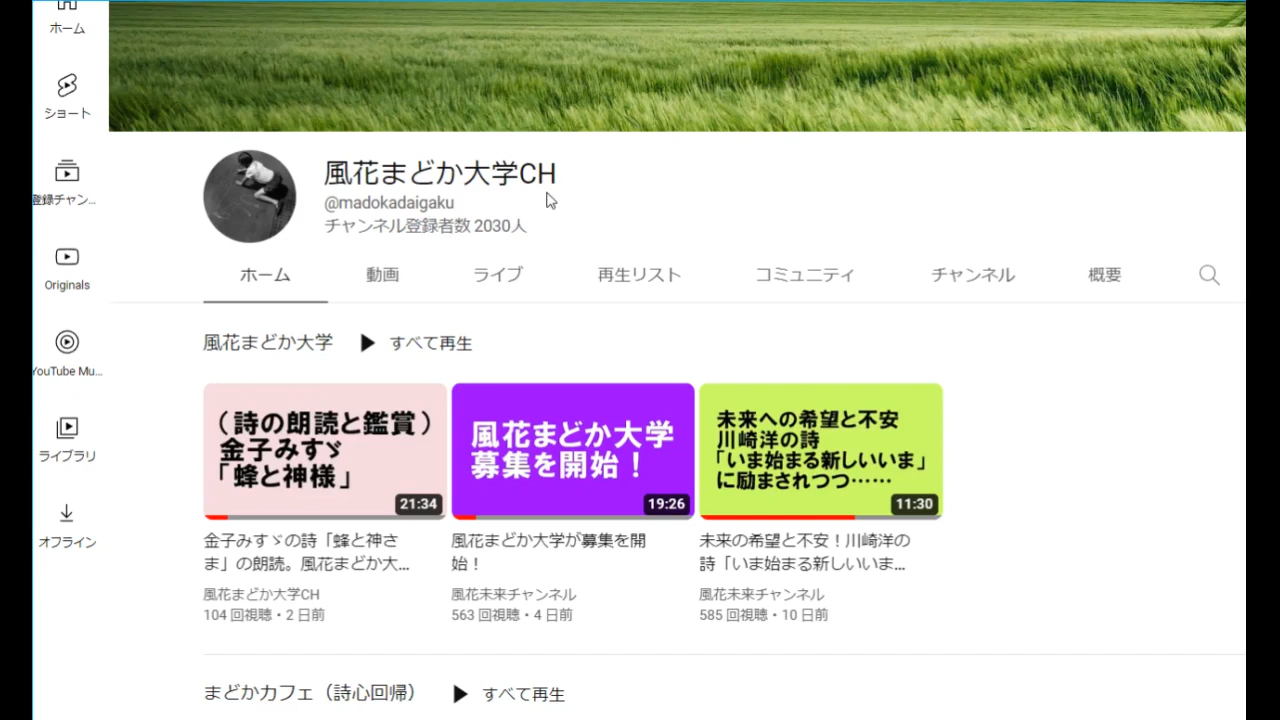 ホーム
ショート
登録チャン...
Originals
YouTube Mu...
ライブラリ
オフライン
風花まどか大学CH
@madokadaigaku
チャンネル登録者数 2030人
ホーム
動画
ライブ
再生リスト
コミュニティ
チャンネル
概要
風花まどか大学
すべて再生
（詩の朗読と鑑賞）
金子みすゞ
「蜂と神様」
21:34
風花まどか大学
募集を開始！
19:26
未来への希望と不安
川崎洋の詩
「いま始まる新しいいま」
に励まされつつ……
11:30
金子みすゞの詩「蜂と神さ
ま」の朗読。風花まどか大...
風花まどか大学CH
104 回視聴・2 日前
風花まどか大学が募集を開
始！
風花未来チャンネル
563 回視聴・4 日前
未来の希望と不安！川崎洋の
詩「いま始まる新しいいま...
風花未来チャンネル
585 回視聴・10 日前
まどかカフェ（詩心回帰）
すべて再生